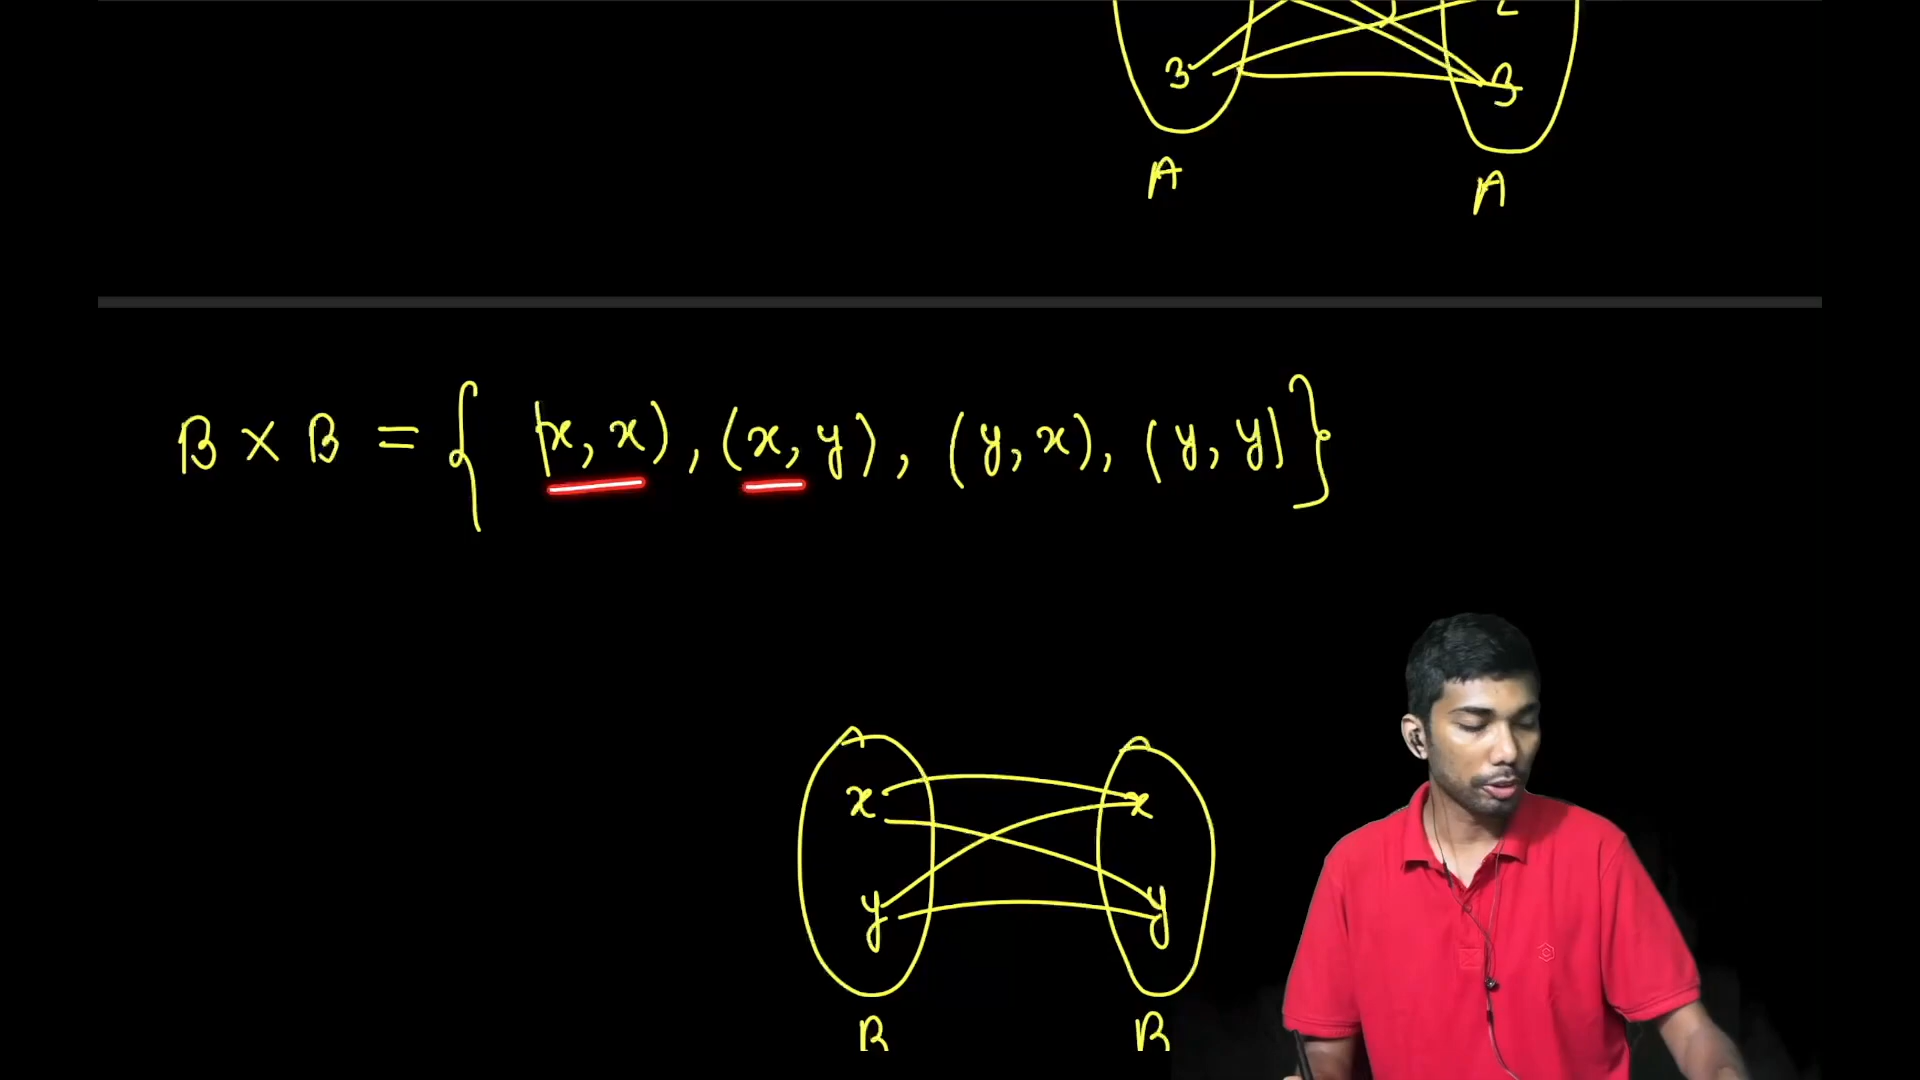 2
3 3
A A
B × B = { (x, x), (x, y), (y, x), (y, y) }
x x
y y
B B